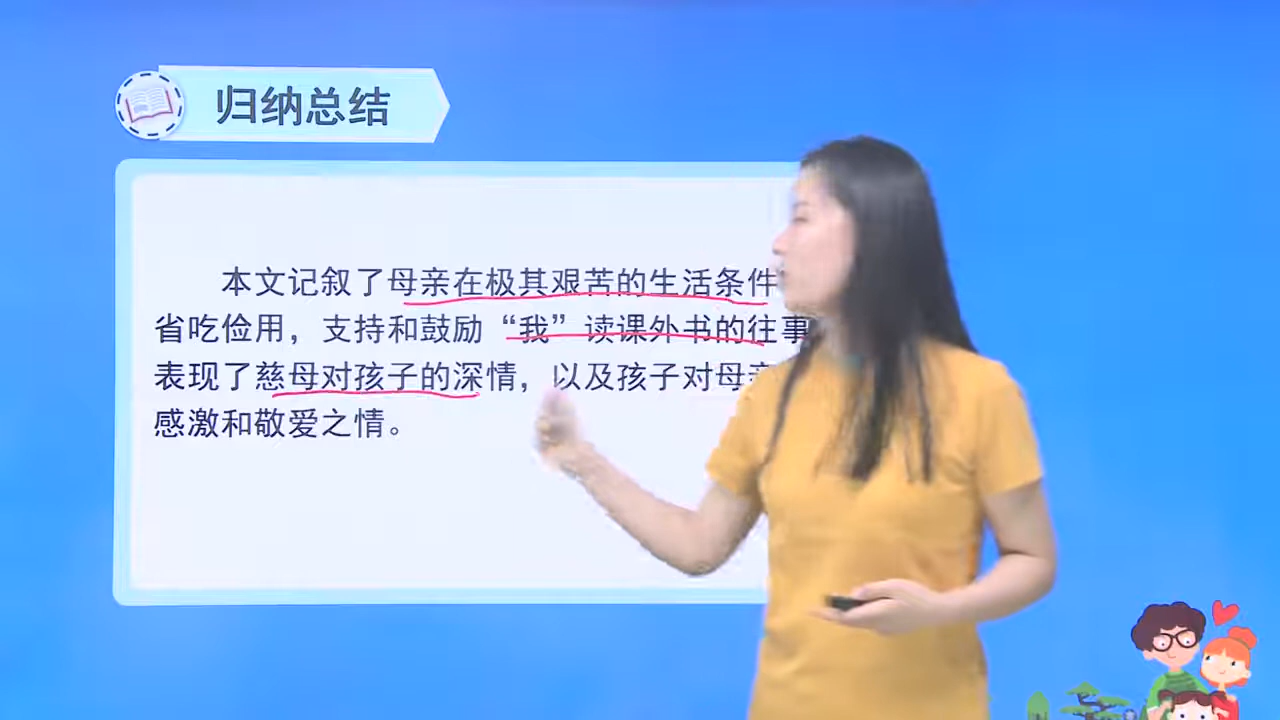 归纳总结
本文记叙了母亲在极其艰苦的生活条件
省吃俭用，支持和鼓励“我”读课外书的往事
表现了慈母对孩子的深情，以及孩子对母亲
感激和敬爱之情。